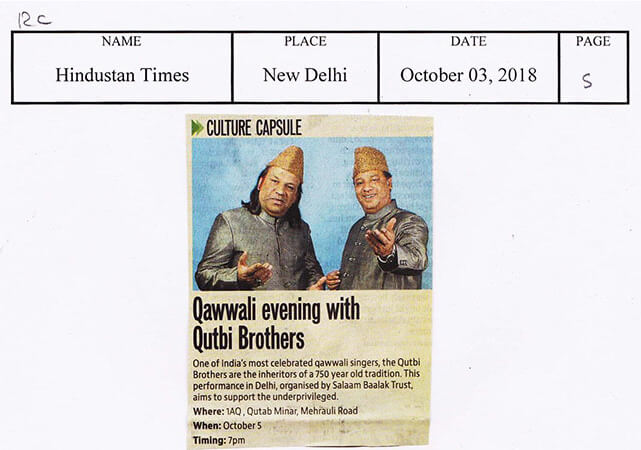 RC
NAME PLACE DATE PAGE
Hindustan Times New Delhi October 03, 2018 5
CULTURE CAPSULE
Qawwali evening with
Qutbi Brothers
One of India's most celebrated qawwali singers, the Qutbi
Brothers are the inheritors of a 750 year old tradition. This
performance in Delhi, organised by Salaam Baalak Trust,
aims to support the underprivileged.
Where: 1AQ, Qutab Minar, Mehrauli Road
When: October 5
Timing: 7pm